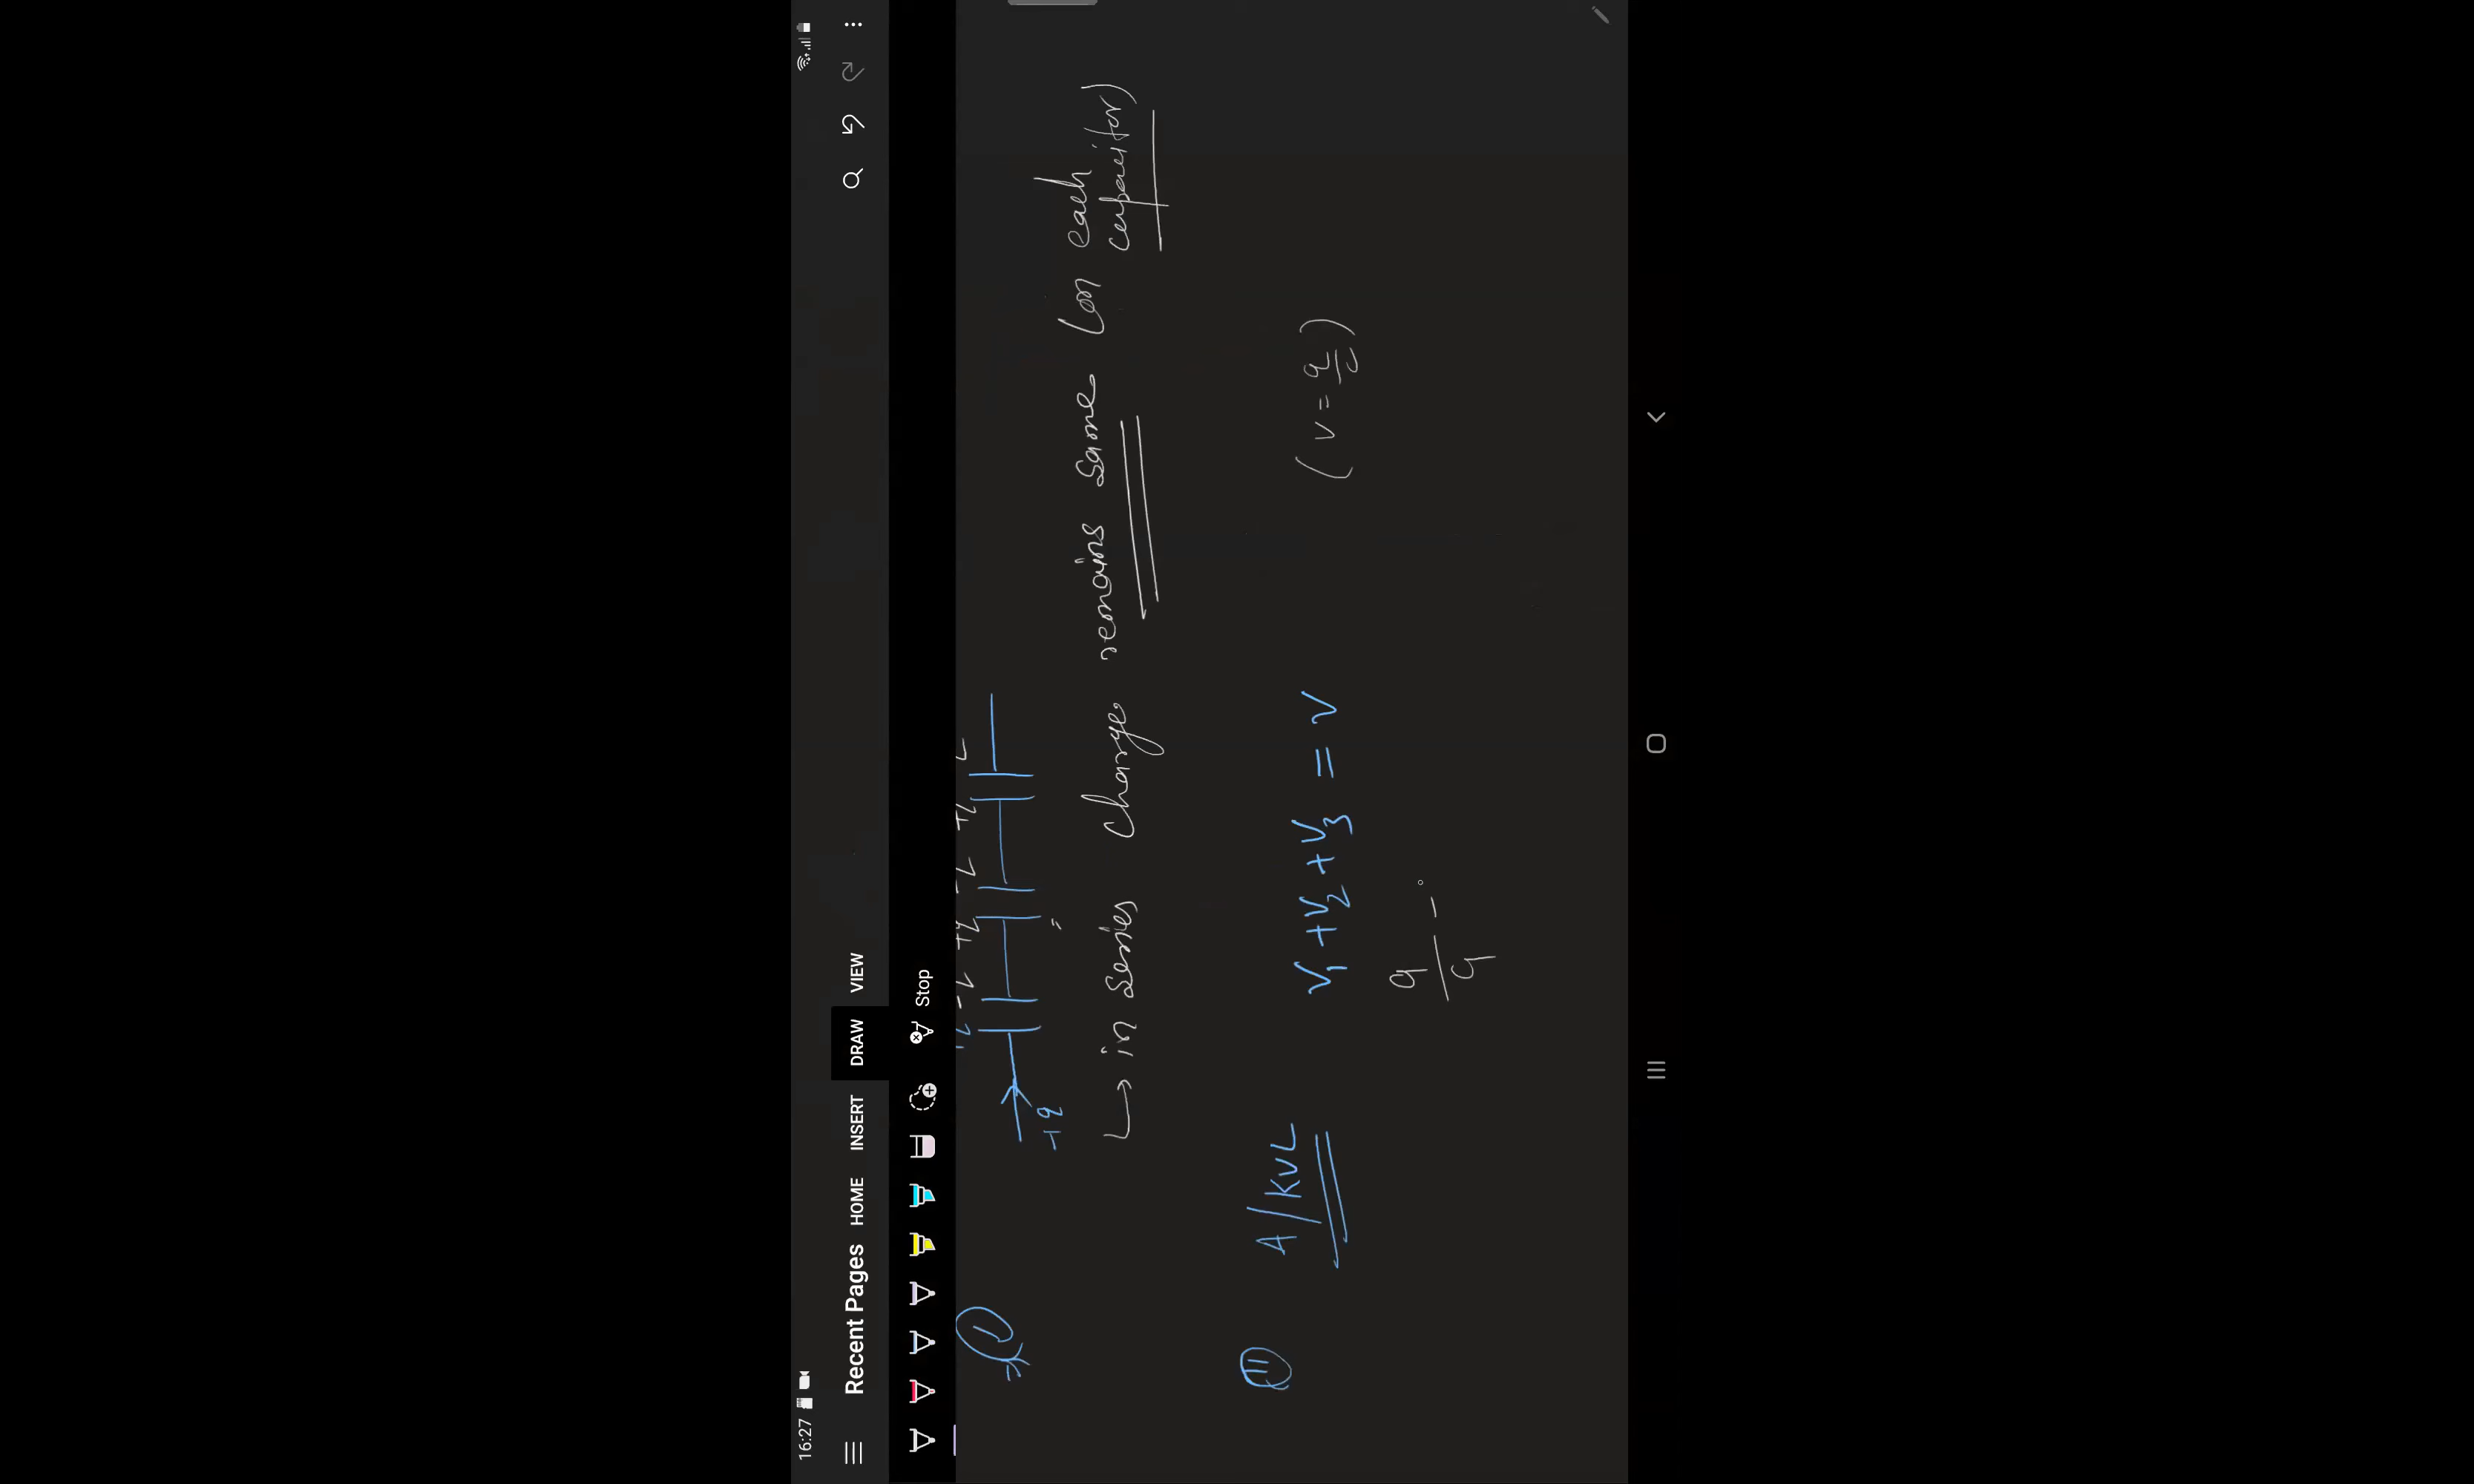 16:27
Recent Pages HOME INSERT DRAW VIEW
Stop
①
+q
→ in series charge remains same (on each capacitor)
Ⅱ A/KVL V1 + V2 + V3 = V (V = q/c)
q